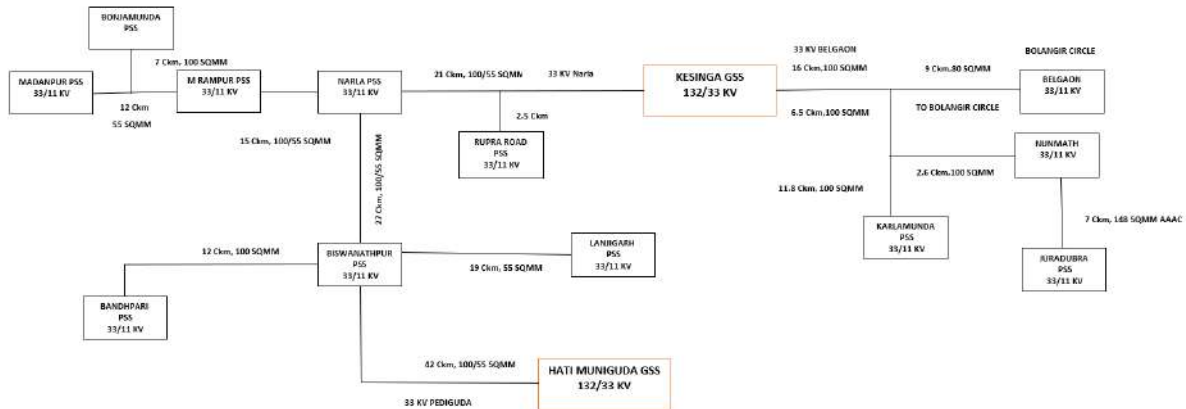 BONJAMUNDA
PSS
7 Ckm, 100 SQMM
MADANPUR PSS
33/11 KV
M RAMPUR PSS
33/11 KV
12 Ckm
55 SQMM
NARLA PSS
33/11 KV
21 Ckm, 100/55 SQMM
33 KV Narla
KESINGA GSS
132/33 KV
33 KV BELGAON
16 Ckm,100 SQMM
BOLANGIR CIRCLE
9 Ckm.80 SQMM
BELGAON
33/11 KV
6.5 Ckm,100 SQMM
TO BOLANGIR CIRCLE
15 Ckm, 100/55 SQMM
2.5 Ckm
RUPRA ROAD
PSS
33/11 KV
NUNMATH
33/11 KV
2.6 Ckm.100 SQMM
27 Ckm, 100/55 SQMM
11.8 Ckm. 100 SQMM
KARLAMUNDA
PSS
33/11 KV
7 Ckm, 148 SQMM AAAC
JURADUBRA
PSS
33/11 KV
12 Ckm, 100 SQMM
BISWANATHPUR
PSS
33/11 KV
19 Ckm, 55 SQMM
LANJIGARH
PSS
33/11 KV
BANDHPARI
PSS
33/11 KV
42 Ckm, 100/55 SQMM
HATI MUNIGUDA GSS
132/33 KV
33 KV PEDIGUDA